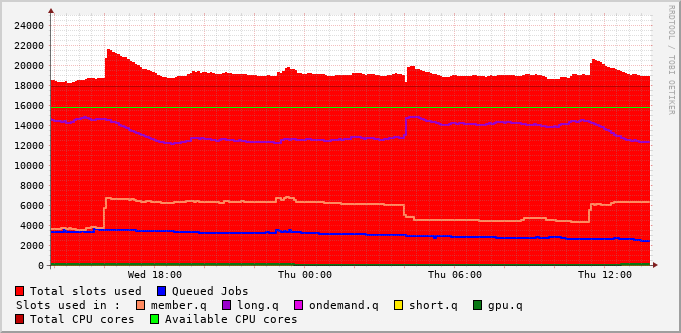 24000
22000
20000
18000
16000
14000
12000
10000
8000
6000
4000
2000
0
Wed 18:00 Thu 00:00 Thu 06:00 Thu 12:00
Total slots used Queued Jobs
Slots used in : member.q long.q ondemand.q short.q gpu.q
Total CPU cores Available CPU cores
RRDTOOL / TOBI OETIKER